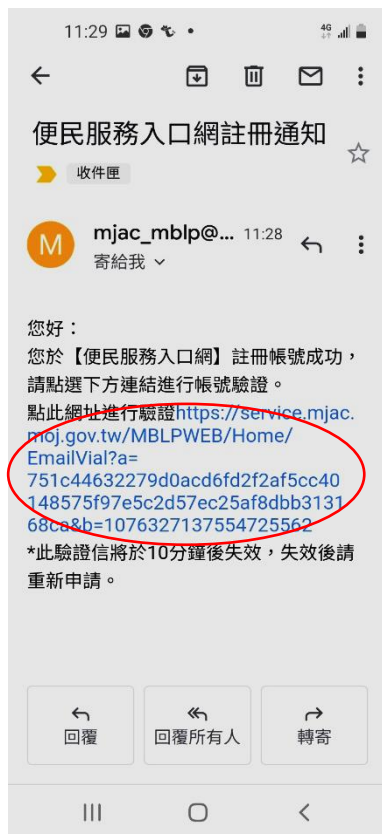 11:29
4G
便民服務入口網註冊通知
收件匣
M
mjac_mblp@... 11:28
寄給我
您好：
您於【便民服務入口網】註冊帳號成功，
請點選下方連結進行帳號驗證。
點此網址進行驗證https://service.mjac.
moj.gov.tw/MBLPWEB/Home/
EmailVial?a=
751c44632279d0acd6fd2f2af5cc40
148575f97e5c2d57ec25af8dbb3131
68ca&b=1076327137554725562
*此驗證信將於10分鐘後失效，失效後請
重新申請。
回覆
回覆所有人
轉寄